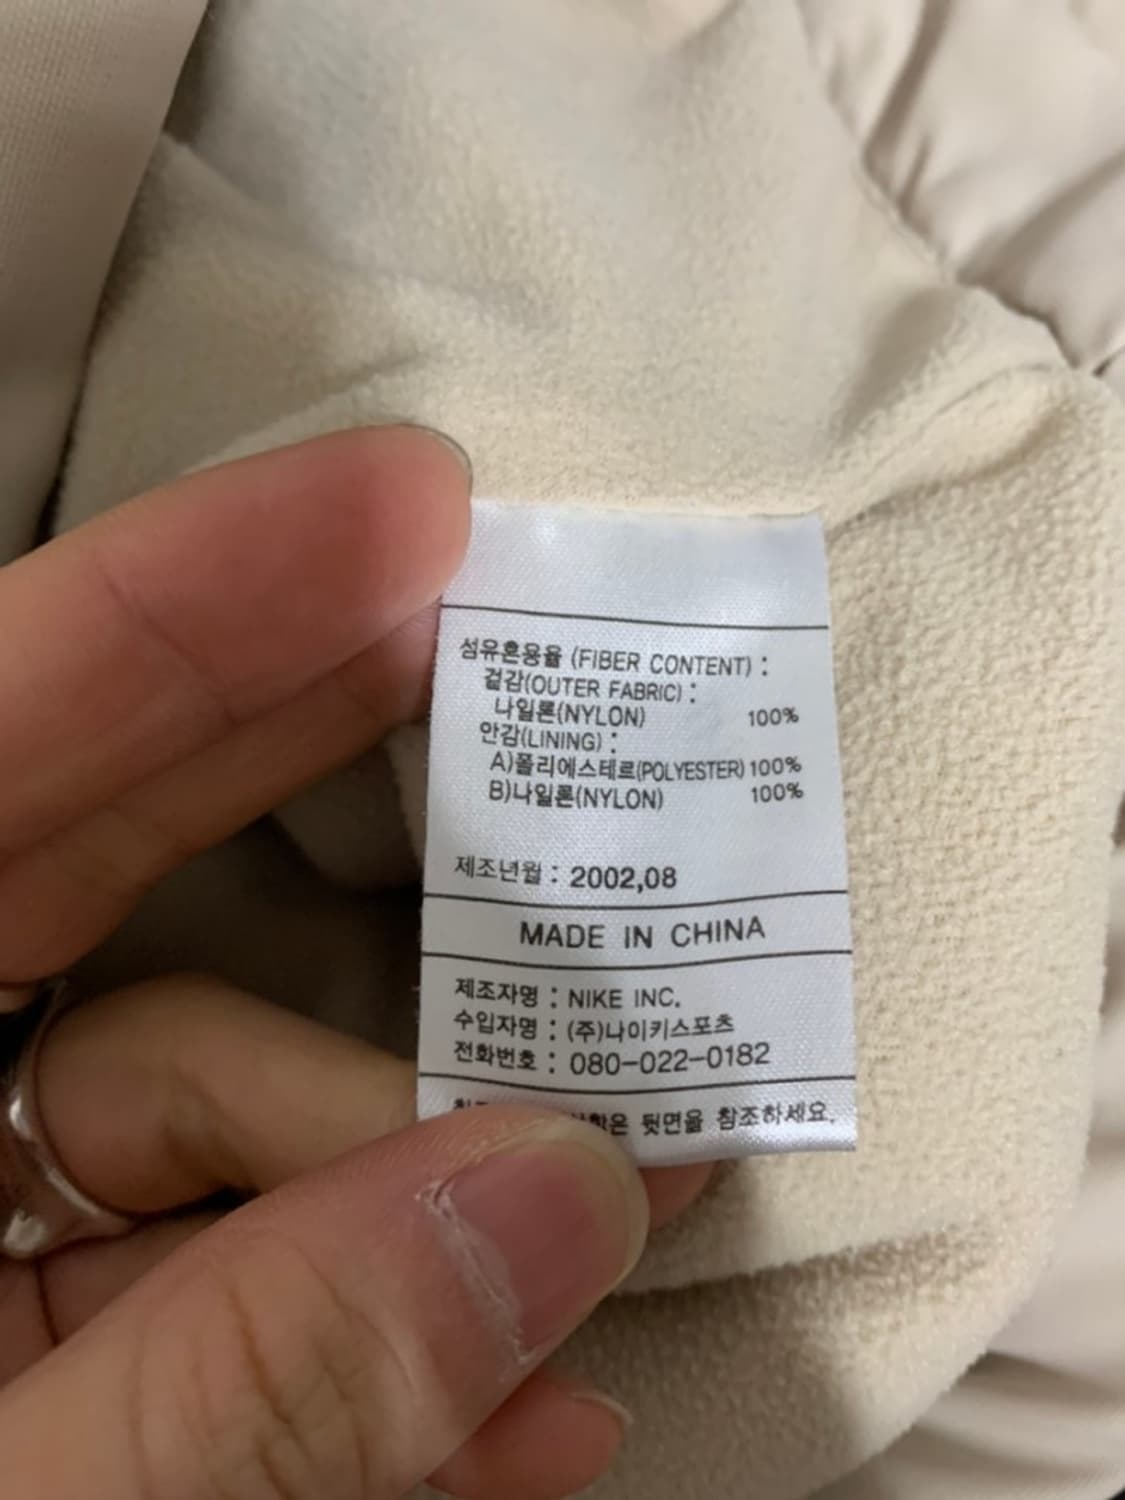 섬유혼용율 (FIBER CONTENT) :
겉감(OUTER FABRIC) :
나일론(NYLON) 100%
안감(LINING) :
A)폴리에스테르(POLYESTER) 100%
B)나일론(NYLON) 100%
제조년월 : 2002,08
MADE IN CHINA
제조자명 : NIKE INC.
수입자명 : (주)나이키스포츠
전화번호 : 080-022-0182
뒷면을 참조하세요.